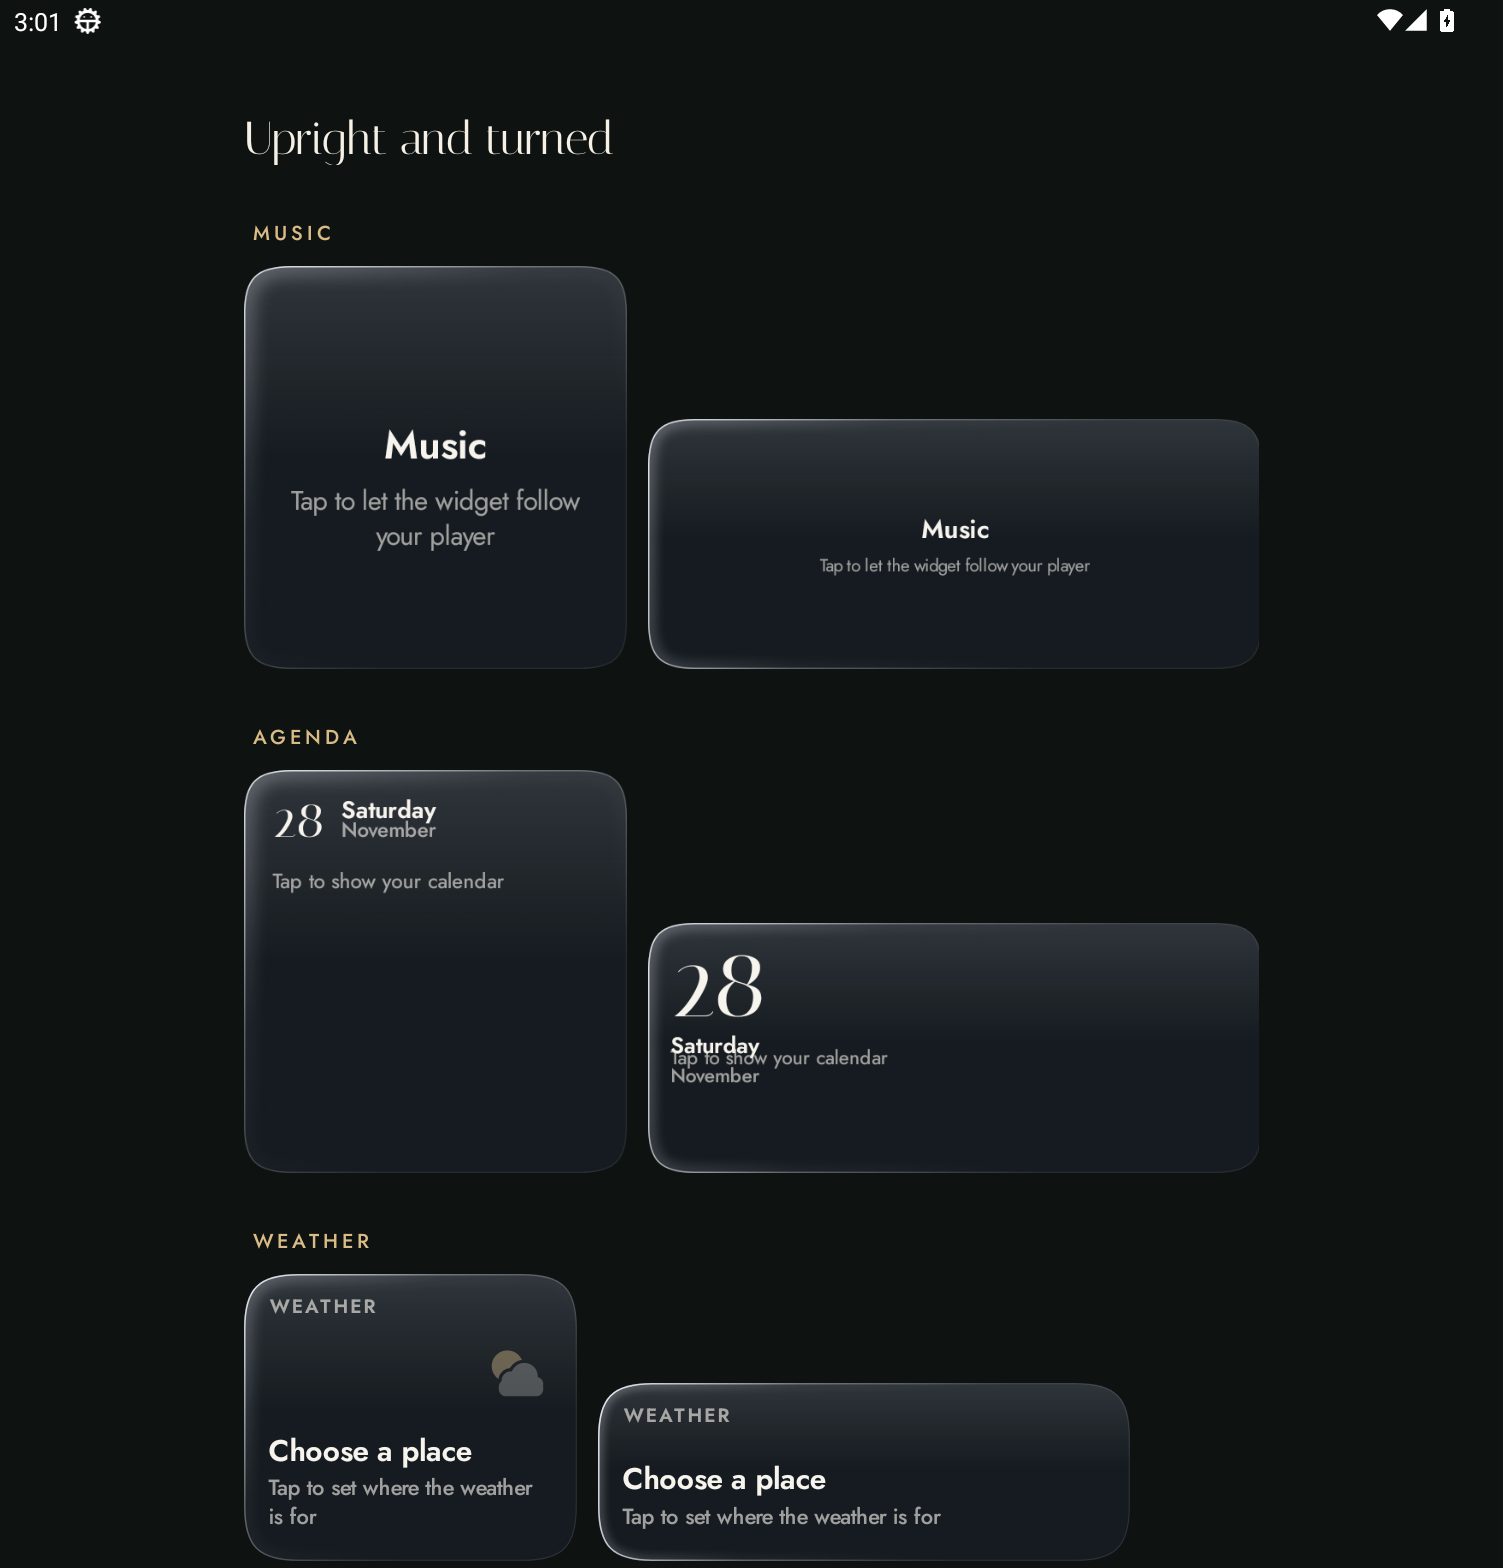 3:01
Upright and turned
MUSIC
Music
Tap to let the widget follow
your player
Music
Tap to let the widget follow your player
AGENDA
28
Saturday
November
Tap to show your calendar
28
Saturday
Tap to show your calendar
November
WEATHER
WEATHER
Choose a place
Tap to set where the weather
is for
WEATHER
Choose a place
Tap to set where the weather is for